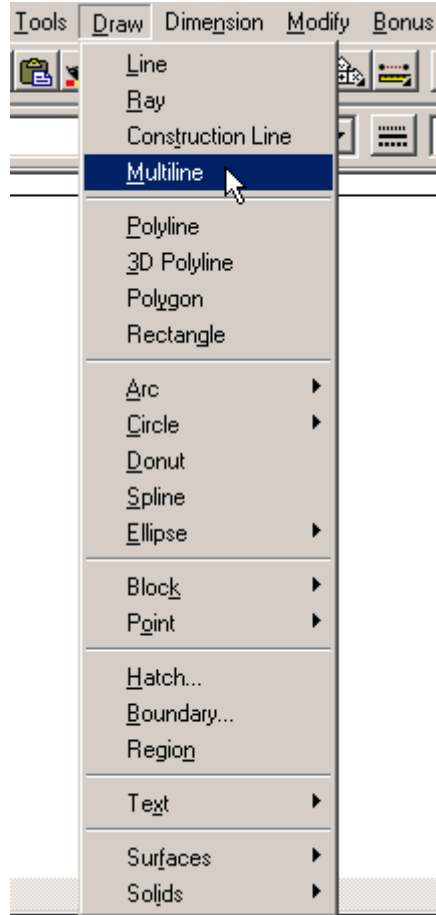 Tools Draw Dimension Modify Bonus
Line
Ray
Construction Line
Multiline
Polyline
3D Polyline
Polygon
Rectangle
Arc
Circle
Donut
Spline
Ellipse
Block
Point
Hatch...
Boundary...
Region
Text
Surfaces
Solids